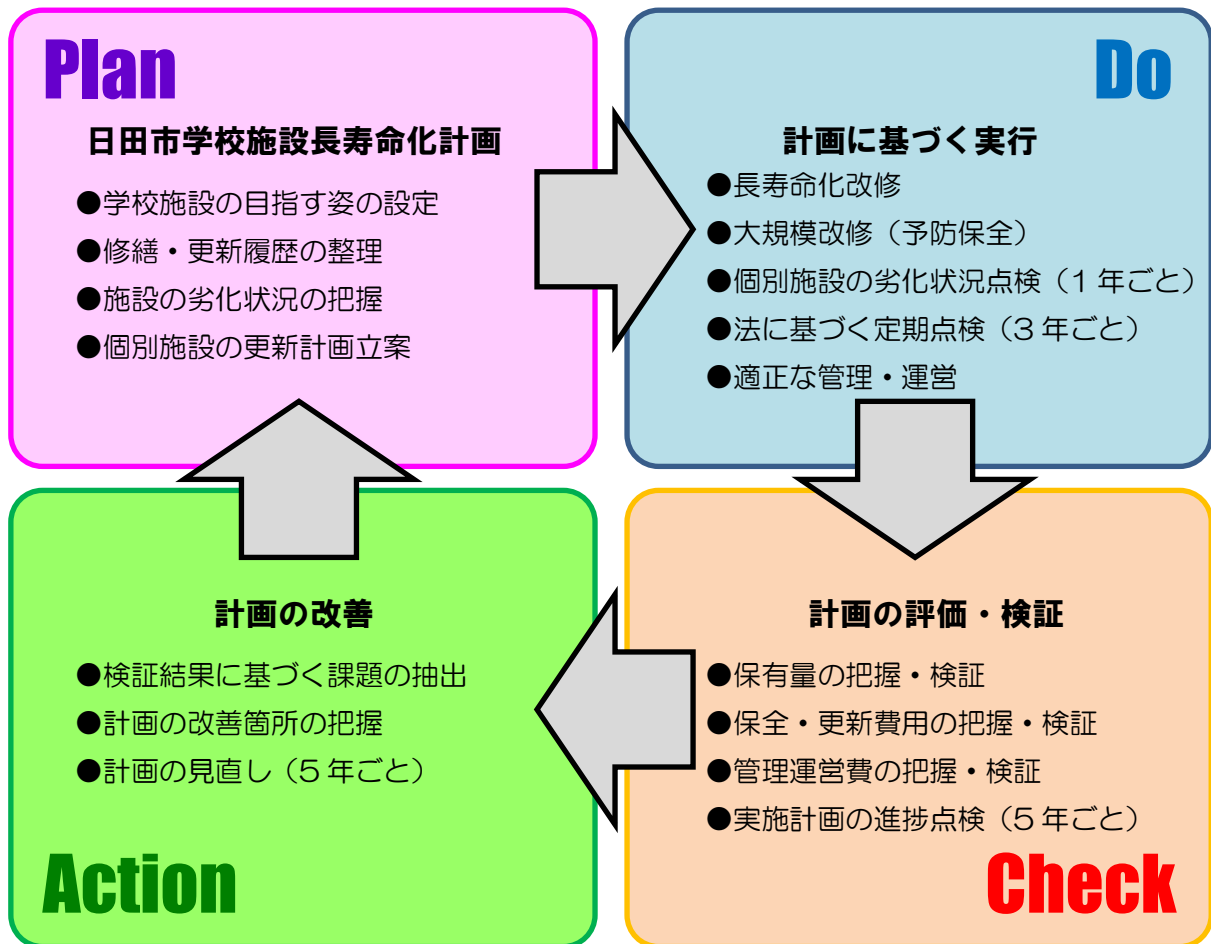 Plan
日田市学校施設長寿命化計画
●学校施設の目指す姿の設定
●修繕・更新履歴の整理
●施設の劣化状況の把握
●個別施設の更新計画立案
Do
計画に基づく実行
●長寿命化改修
●大規模改修（予防保全）
●個別施設の劣化状況点検（1年ごと）
●法に基づく定期点検（3年ごと）
●適正な管理・運営
計画の評価・検証
●保有量の把握・検証
●保全・更新費用の把握・検証
●管理運営費の把握・検証
●実施計画の進捗点検（5年ごと）
Check
計画の改善
●検証結果に基づく課題の抽出
●計画の改善箇所の把握
●計画の見直し（5年ごと）
Action